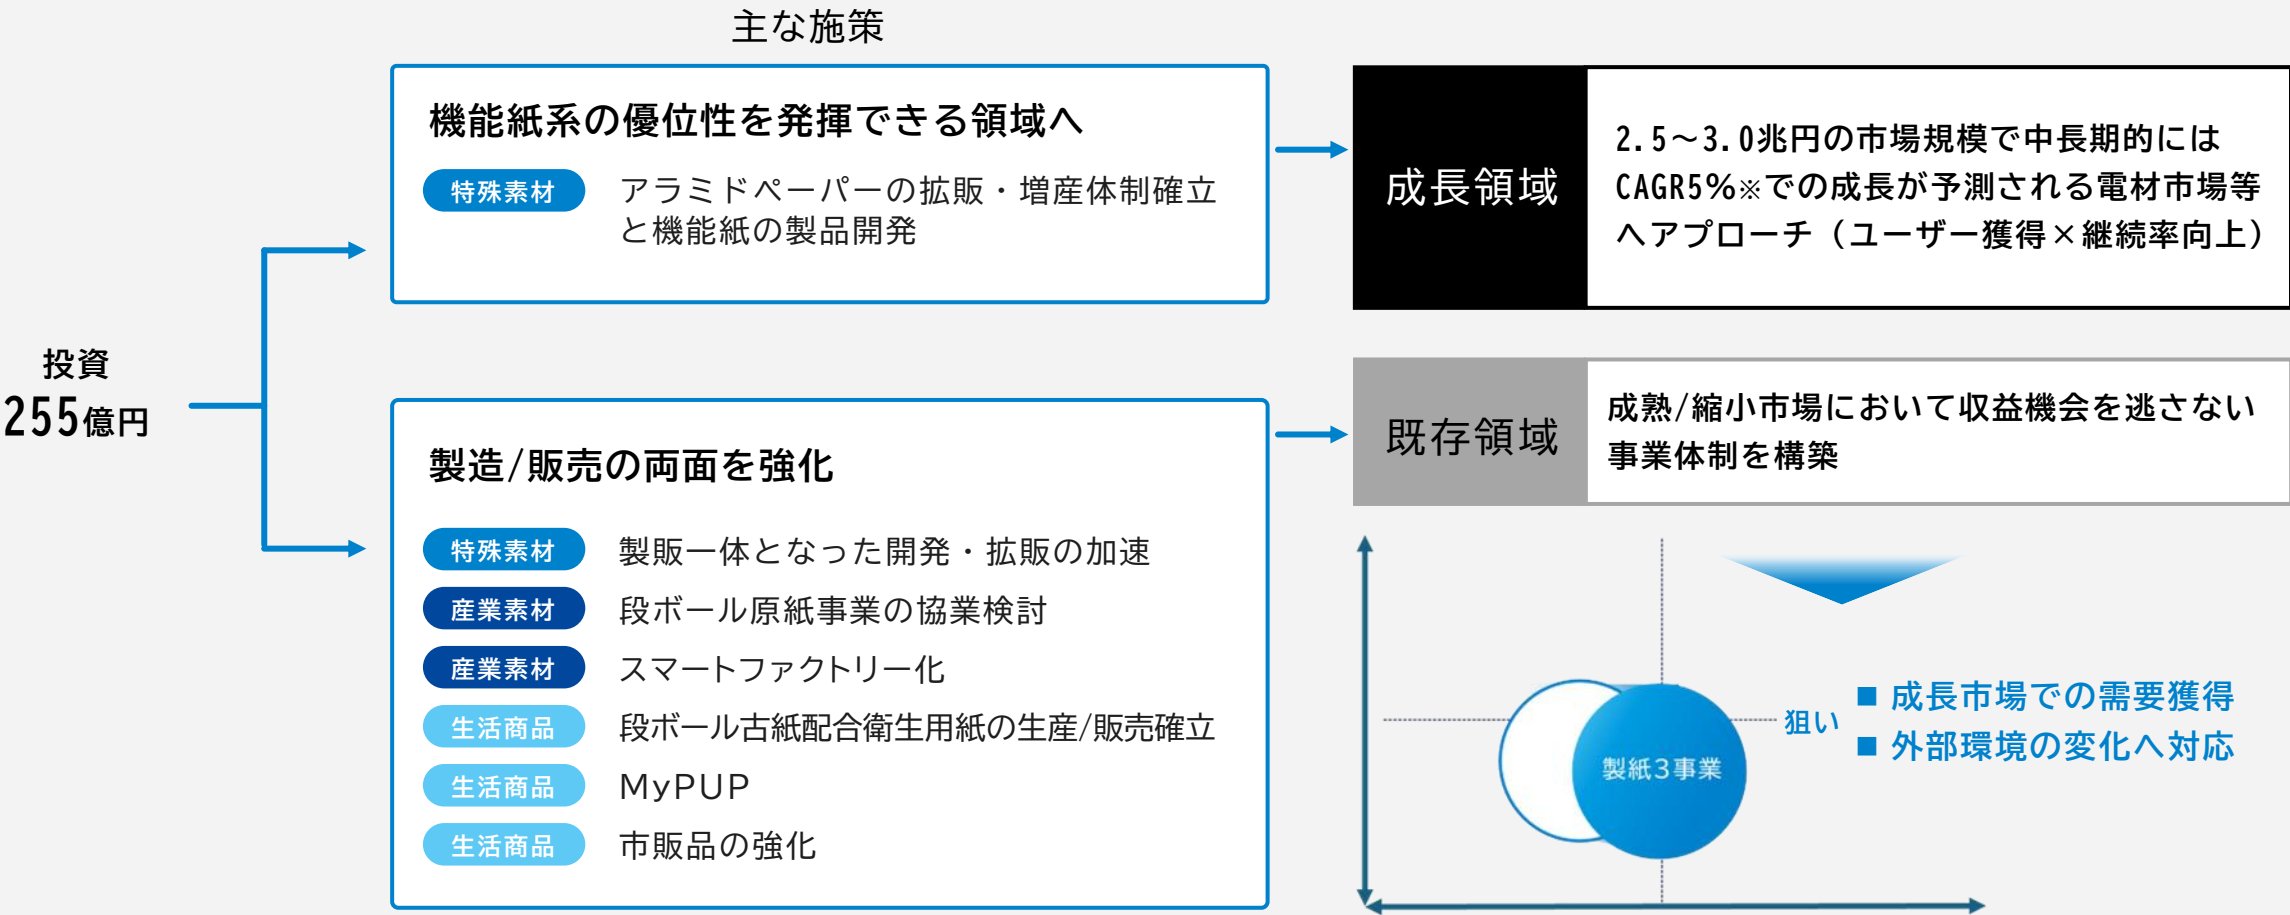 主な施策
投資
255億円
機能紙系の優位性を発揮できる領域へ
特殊素材 アラミドペーパーの拡販・増産体制確立
と機能紙の製品開発
製造/販売の両面を強化
特殊素材 製販一体となった開発・拡販の加速
産業素材 段ボール原紙事業の協業検討
産業素材 スマートファクトリー化
生活商品 段ボール古紙配合衛生用紙の生産/販売確立
生活商品 MyPUP
生活商品 市販品の強化
成長領域
2.5～3.0兆円の市場規模で中長期的には
CAGR5%※での成長が予測される電材市場等
へアプローチ（ユーザー獲得×継続率向上）
既存領域
成熟/縮小市場において収益機会を逃さない
事業体制を構築
製紙3事業
狙い
■ 成長市場での需要獲得
■ 外部環境の変化へ対応